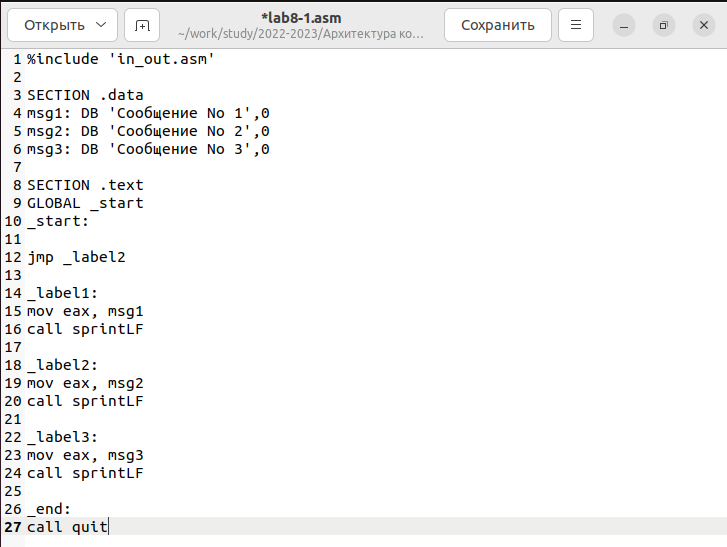 Открыть
*lab8-1.asm
~/work/study/2022-2023/Архитектура ко...
Сохранить
1 %include 'in_out.asm'
2
3 SECTION .data
4 msg1: DB 'Сообщение No 1',0
5 msg2: DB 'Сообщение No 2',0
6 msg3: DB 'Сообщение No 3',0
7
8 SECTION .text
9 GLOBAL _start
10 _start:
11
12 jmp _label2
13
14 _label1:
15 mov eax, msg1
16 call sprintLF
17
18 _label2:
19 mov eax, msg2
20 call sprintLF
21
22 _label3:
23 mov eax, msg3
24 call sprintLF
25
26 _end:
27 call quit